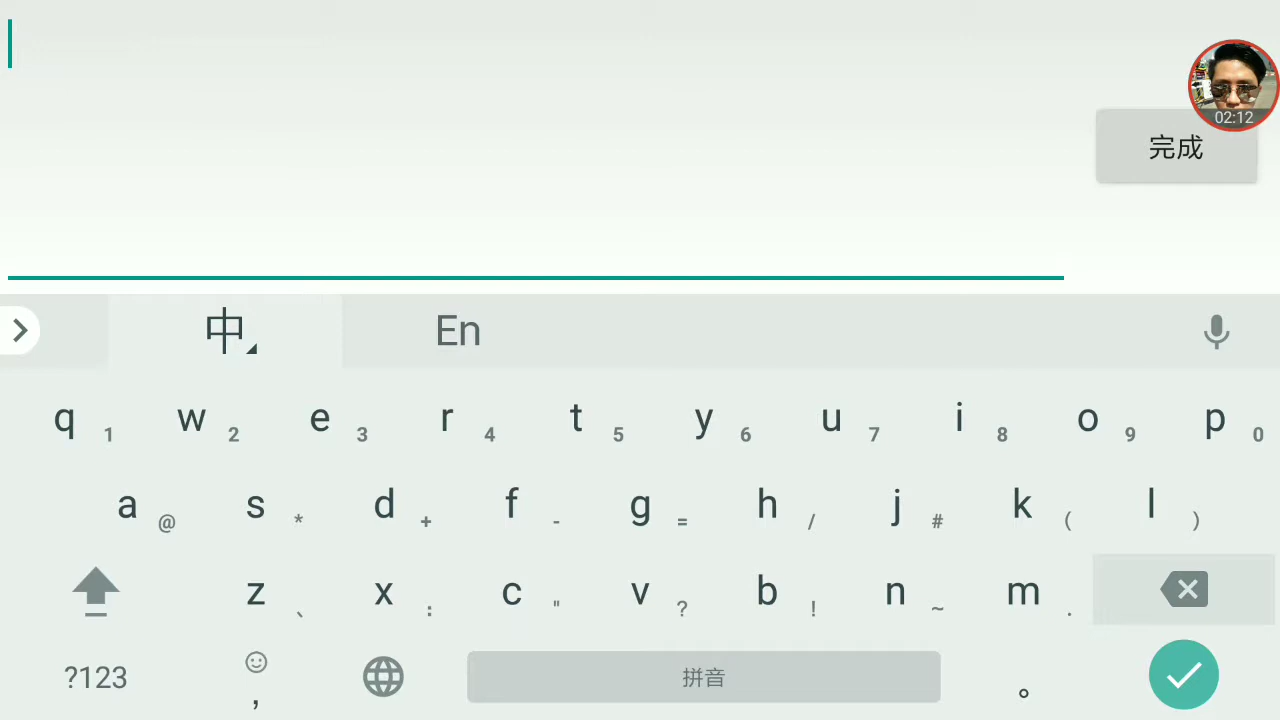 02:12
完成
中 En
q 1 w 2 e 3 r 4 t 5 y 6 u 7 i 8 o 9 p 0
a @ s * d + f - g = h / j # k ( l )
z 、 x : c " v ? b ! n ~ m .
?123 , 拼音 。